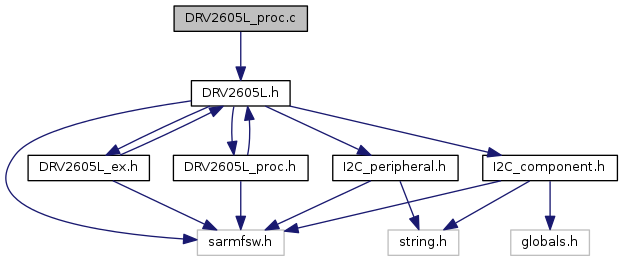 DRV2605L_proc.c
DRV2605L.h
DRV2605L_ex.h
DRV2605L_proc.h
I2C_peripheral.h
I2C_component.h
sarmfsw.h
string.h
globals.h